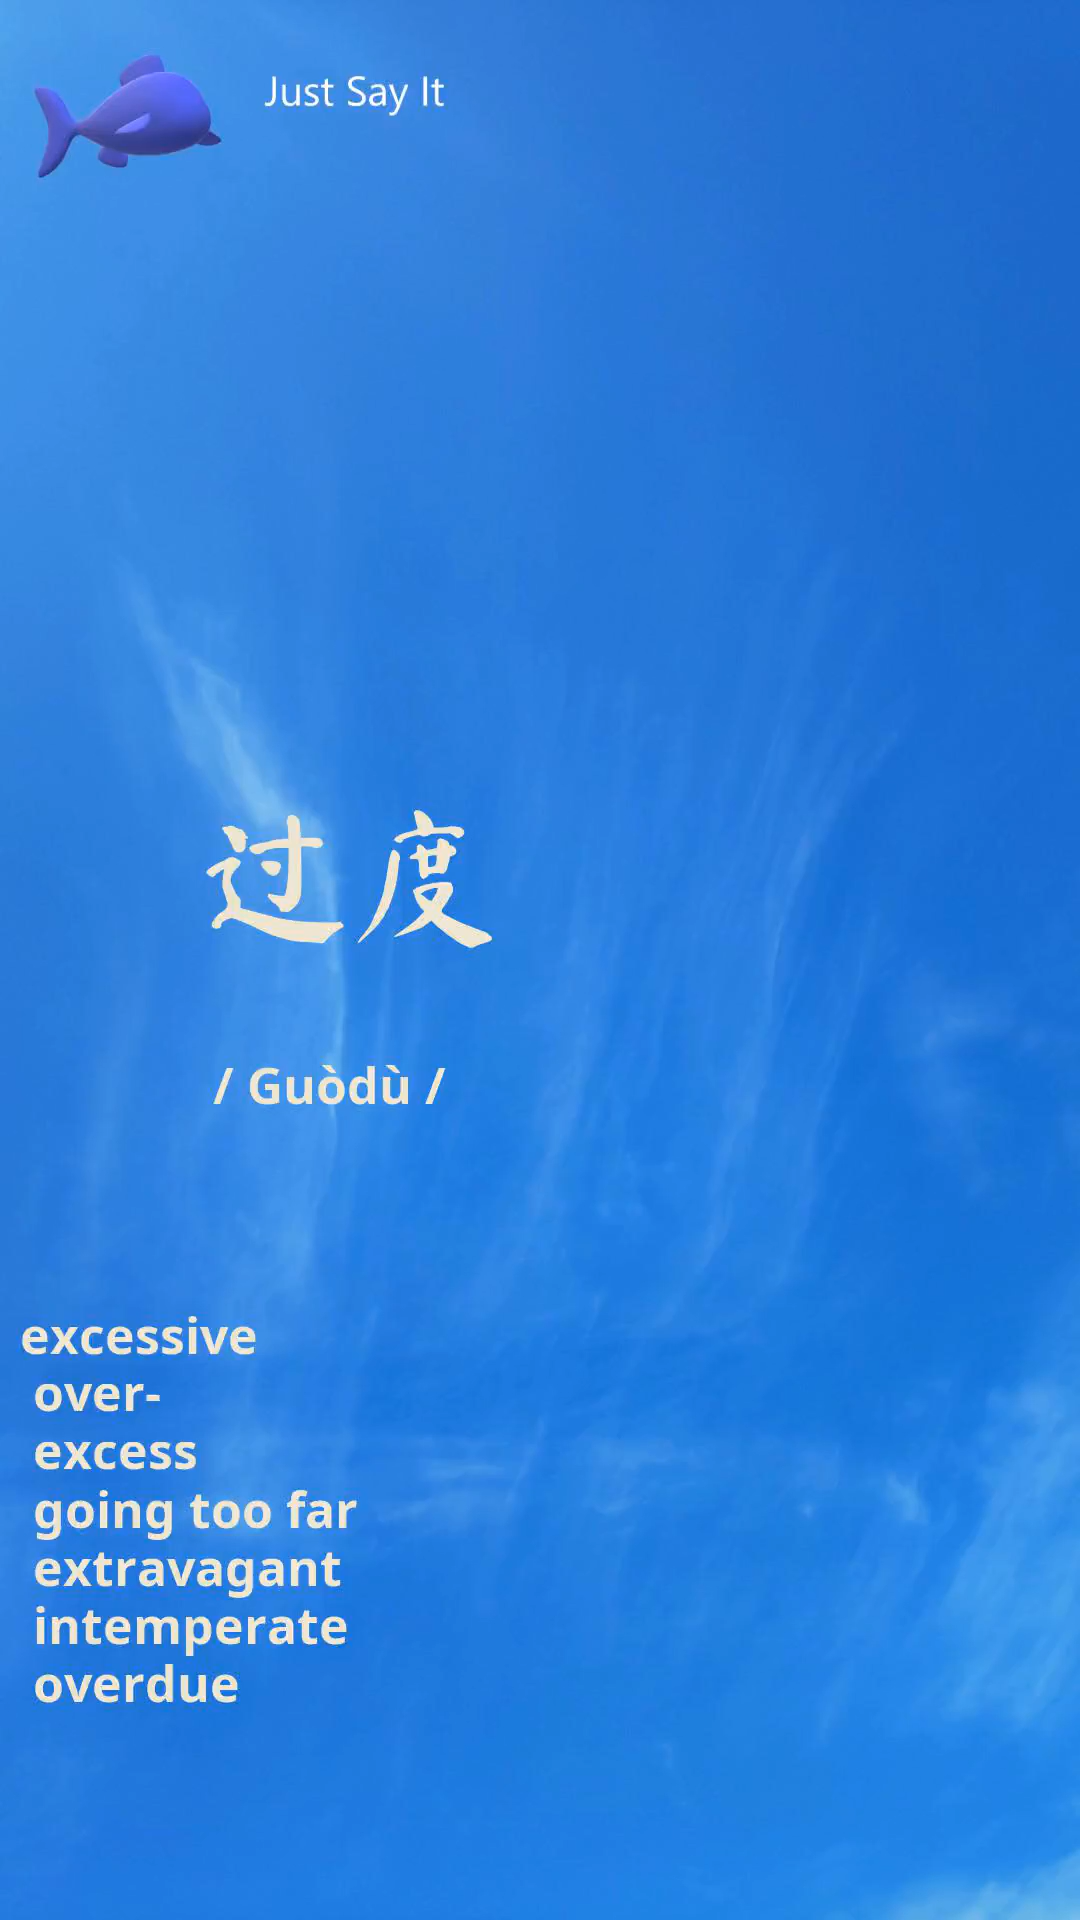 Just Say It
过度
/ Guòdù /
excessive
over-
excess
going too far
extravagant
intemperate
overdue